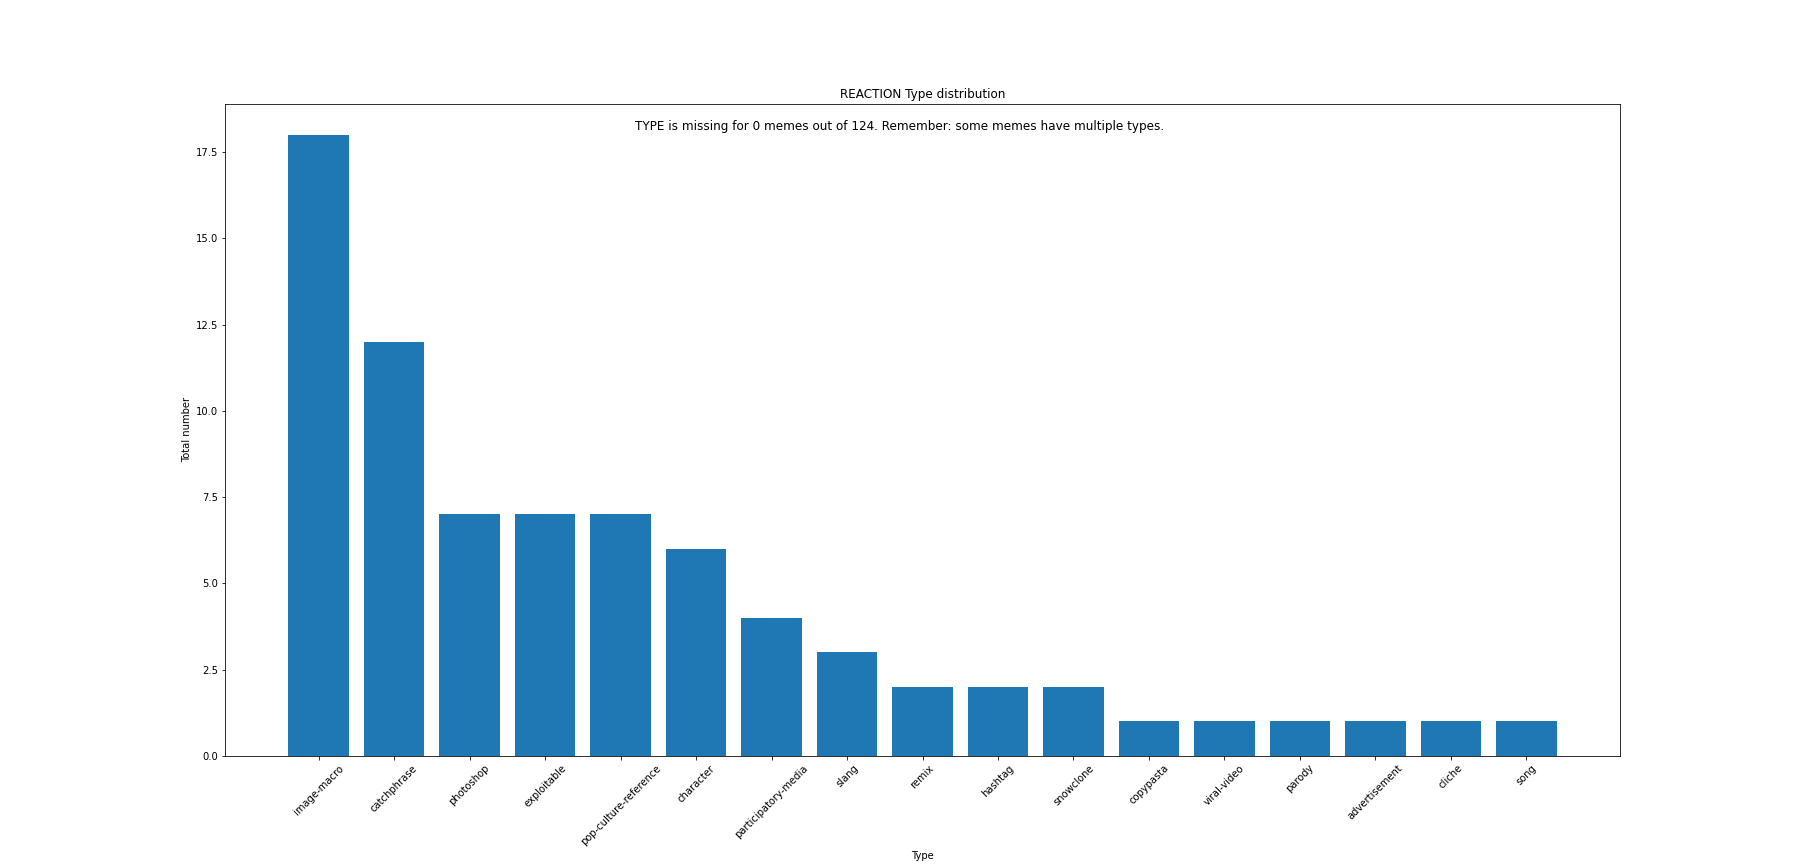 REACTION Type distribution
TYPE is missing for 0 memes out of 124. Remember: some memes have multiple types.
17.5
15.0
12.5
10.0
7.5
5.0
2.5
0.0
Total number
image-macro
catchphrase
photoshop
exploitable
pop-culture-reference
character
participatory-media
slang
remix
hashtag
snowclone
copypasta
viral-video
parody
advertisement
cliche
song
Type